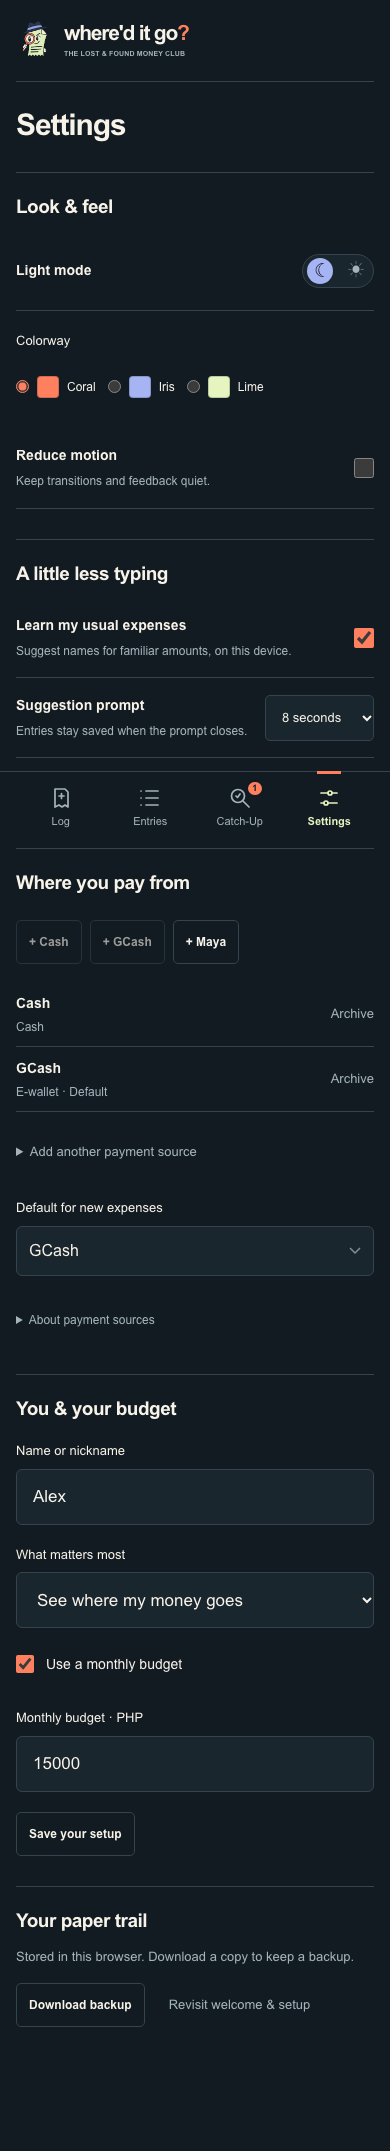 where'd it go?
THE LOST & FOUND MONEY CLUB
Settings
Look & feel
Light mode
Colorway
Coral Iris Lime
Reduce motion
Keep transitions and feedback quiet.
A little less typing
Learn my usual expenses
Suggest names for familiar amounts, on this device.
Suggestion prompt
Entries stay saved when the prompt closes.
8 seconds
Log Entries Catch-Up 1 Settings
Where you pay from
+ Cash + GCash + Maya
Cash
Cash
Archive
GCash
E-wallet · Default
Archive
Add another payment source
Default for new expenses
GCash
About payment sources
You & your budget
Name or nickname
Alex
What matters most
See where my money goes
Use a monthly budget
Monthly budget · PHP
15000
Save your setup
Your paper trail
Stored in this browser. Download a copy to keep a backup.
Download backup Revisit welcome & setup